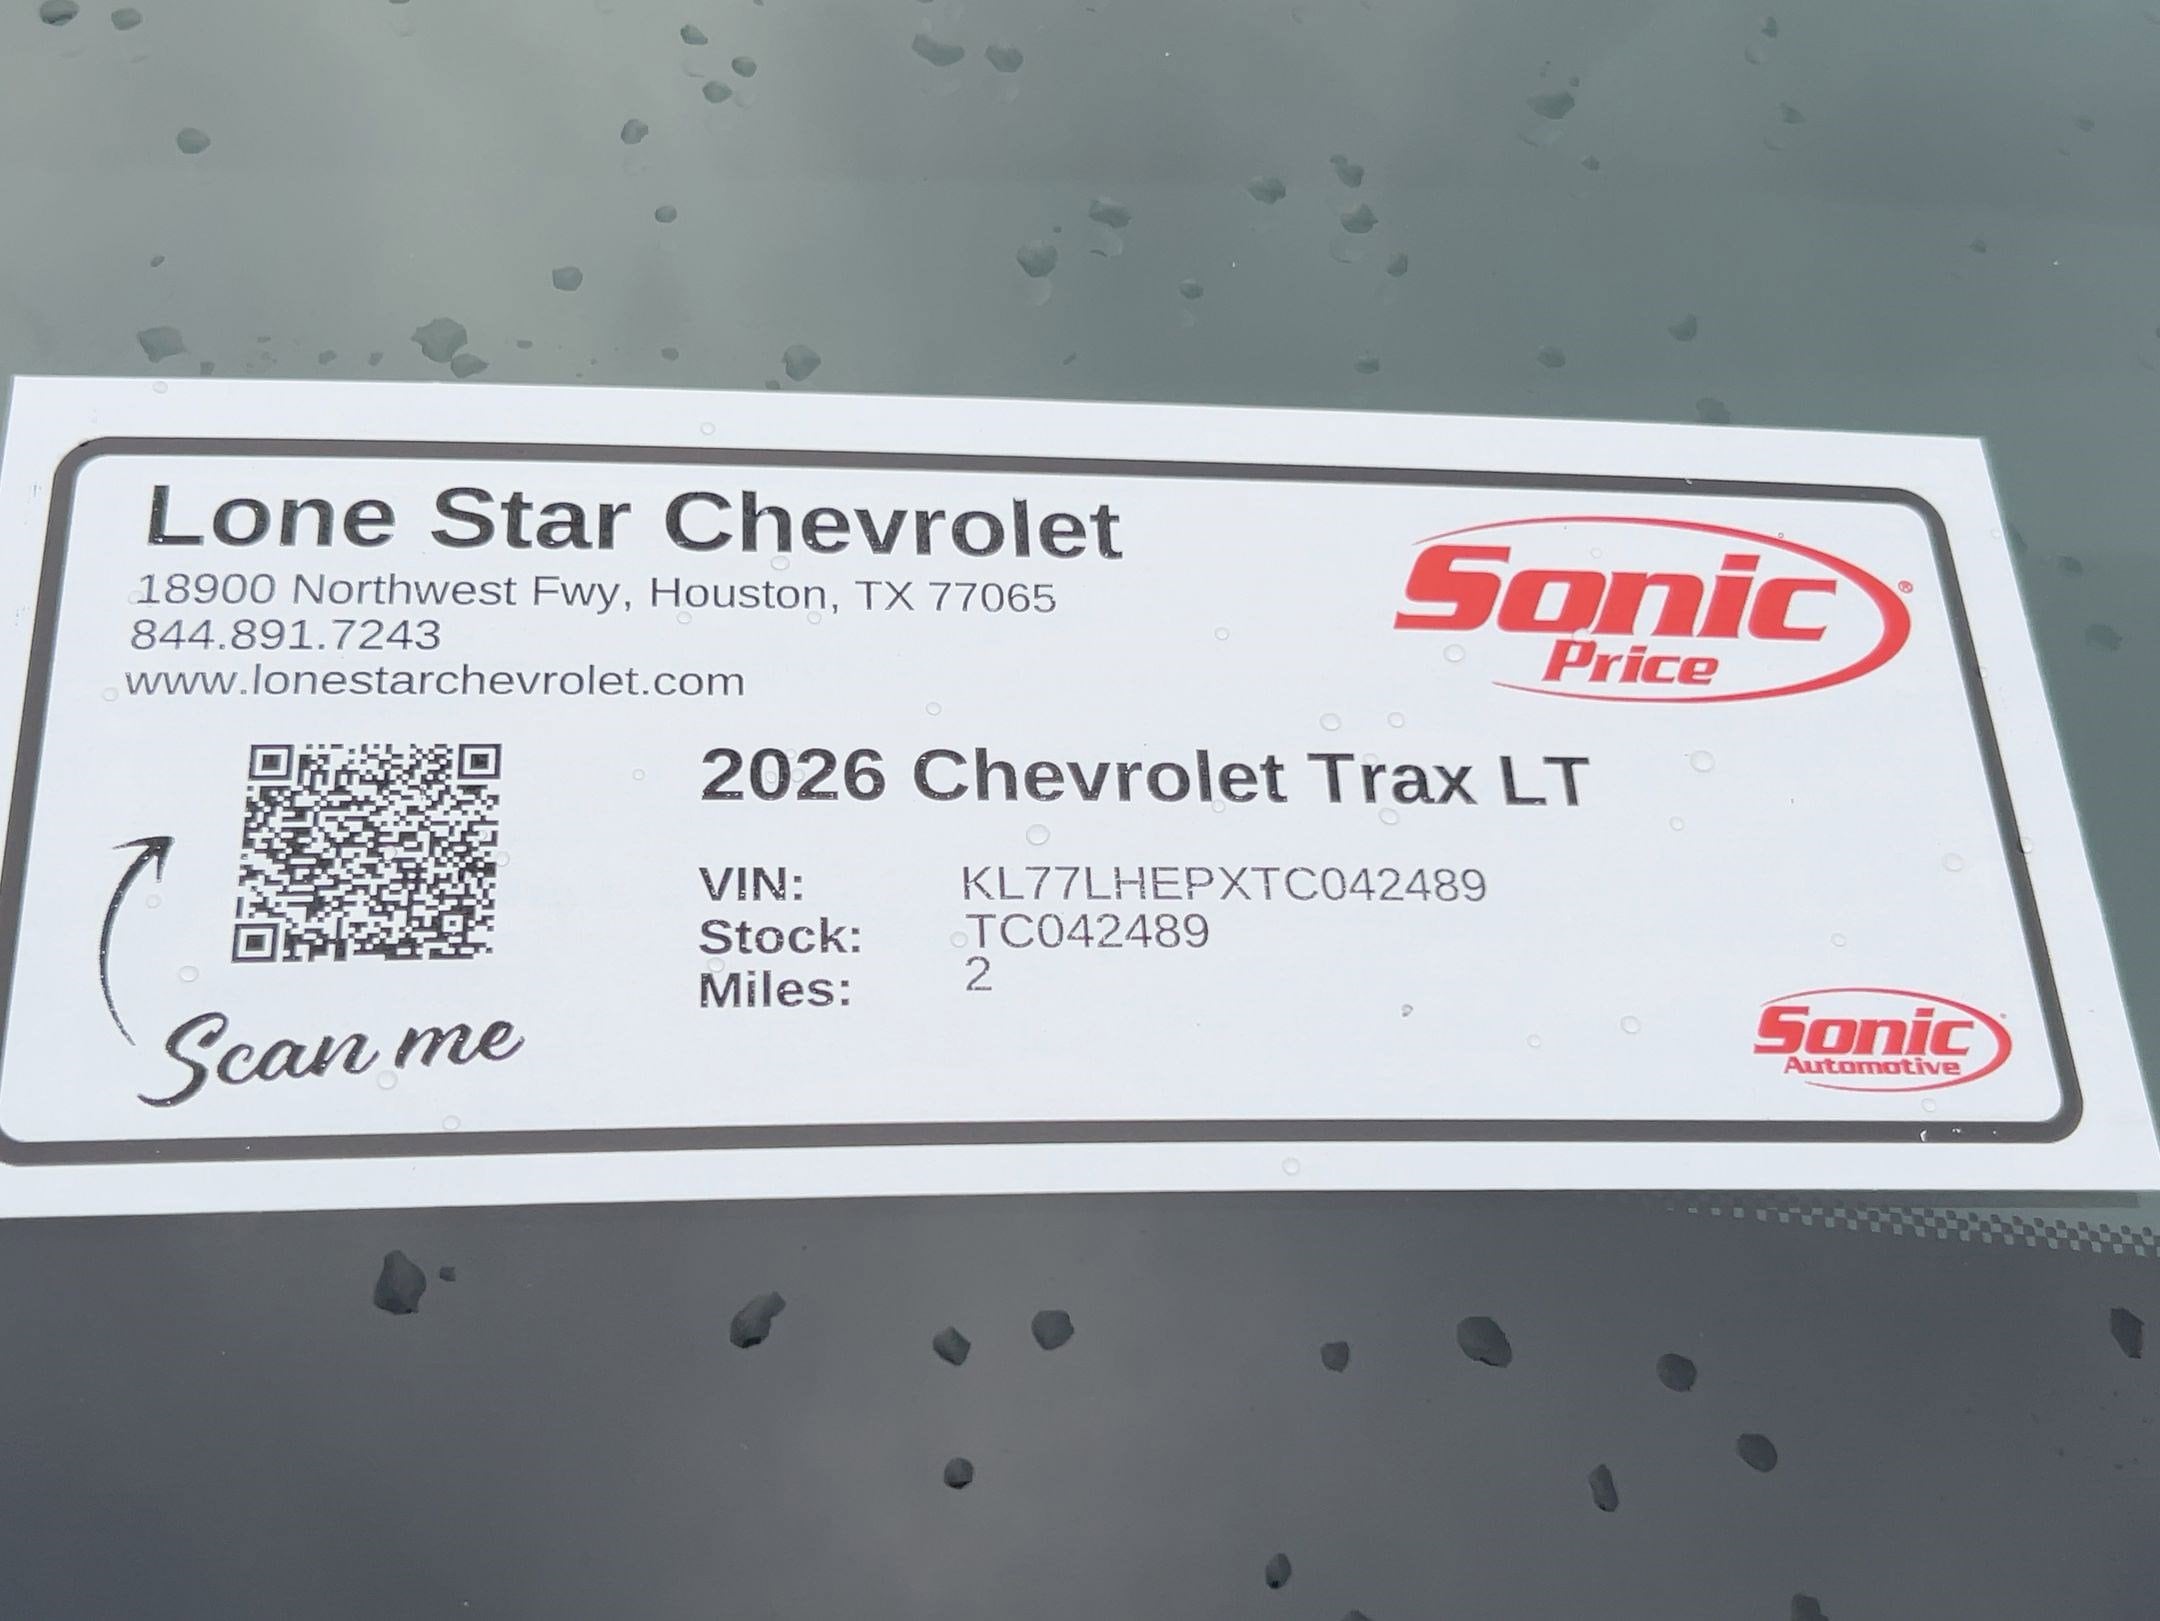 Lone Star Chevrolet
18900 Northwest Fwy, Houston, TX 77065
844.891.7243
www.lonestarchevrolet.com
Sonic®
Price
2026 Chevrolet Trax LT
VIN: KL77LHEPXTC042489
Stock: TC042489
Miles: 2
Scan me
Sonic
Automotive